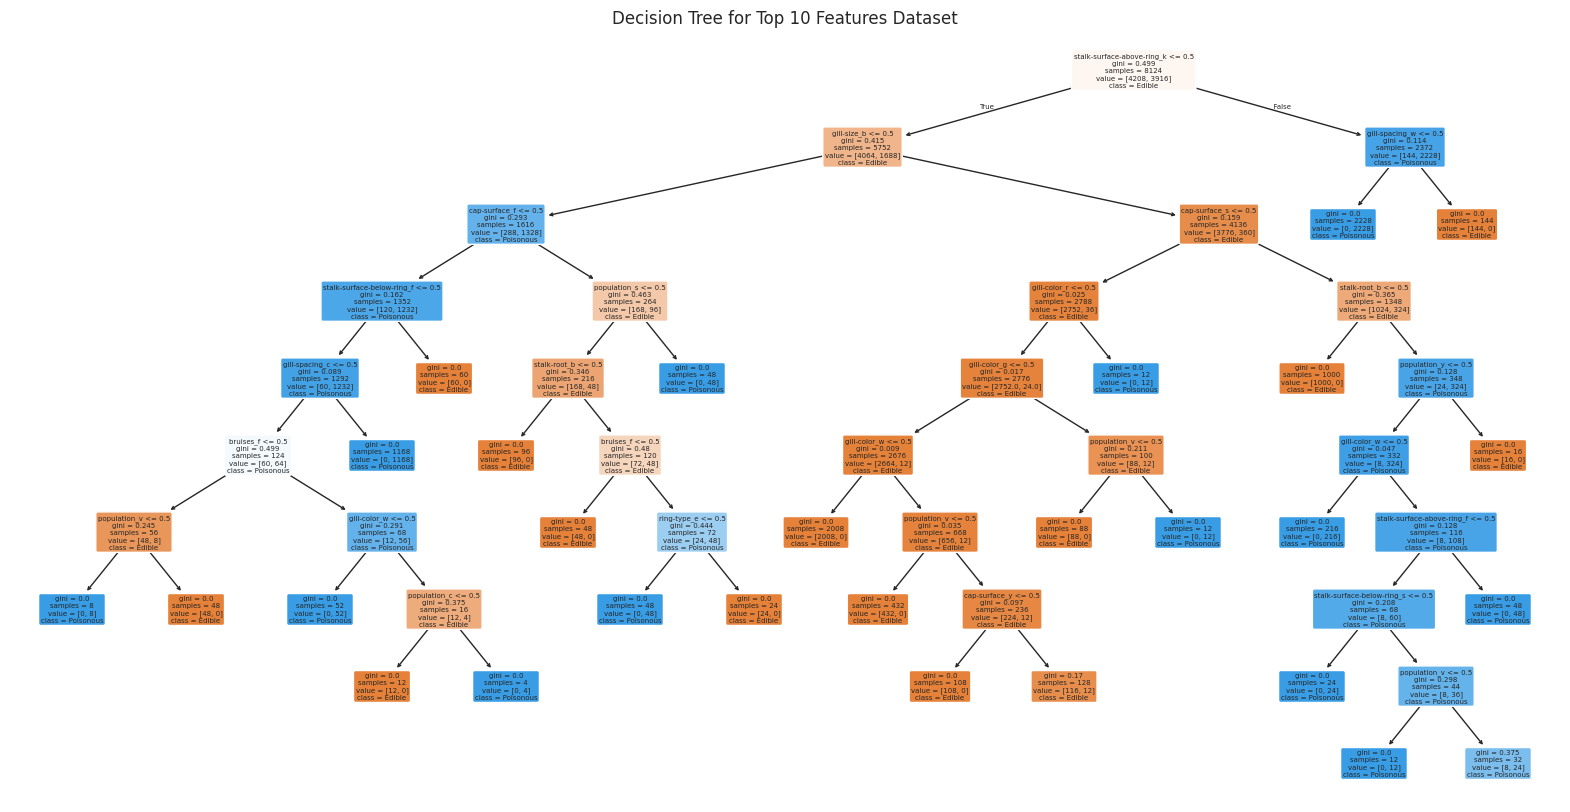 Decision Tree for Top 10 Features Dataset
stalk-surface-above-ring_k <= 0.5
gini = 0.499
samples = 8124
value = [4208, 3916]
class = Edible
True
False
gill-size_b <= 0.5
gini = 0.415
samples = 5752
value = [4064, 1688]
class = Edible
gill-spacing_w <= 0.5
gini = 0.114
samples = 2372
value = [144, 2228]
class = Poisonous
cap-surface_f <= 0.5
gini = 0.293
samples = 1616
value = [288, 1328]
class = Poisonous
cap-surface_s <= 0.5
gini = 0.159
samples = 4136
value = [3776, 360]
class = Edible
gini = 0.0
samples = 2228
value = [0, 2228]
class = Poisonous
gini = 0.0
samples = 144
value = [144, 0]
class = Edible
stalk-surface-below-ring_f <= 0.5
gini = 0.162
samples = 1352
value = [120, 1232]
class = Poisonous
population_s <= 0.5
gini = 0.463
samples = 264
value = [168, 96]
class = Edible
gill-color_r <= 0.5
gini = 0.025
samples = 2788
value = [2752, 36]
class = Edible
stalk-root_b <= 0.5
gini = 0.365
samples = 1348
value = [1024, 324]
class = Edible
gill-spacing_c <= 0.5
gini = 0.089
samples = 1292
value = [60, 1232]
class = Poisonous
gini = 0.0
samples = 60
value = [60, 0]
class = Edible
stalk-root_b <= 0.5
gini = 0.346
samples = 216
value = [168, 48]
class = Edible
gini = 0.0
samples = 48
value = [0, 48]
class = Poisonous
gill-color_g <= 0.5
gini = 0.017
samples = 2776
value = [2752.0, 24.0]
class = Edible
gini = 0.0
samples = 12
value = [0, 12]
class = Poisonous
gini = 0.0
samples = 1000
value = [1000, 0]
class = Edible
population_y <= 0.5
gini = 0.128
samples = 348
value = [24, 324]
class = Poisonous
bruises_f <= 0.5
gini = 0.499
samples = 124
value = [60, 64]
class = Poisonous
gini = 0.0
samples = 1168
value = [0, 1168]
class = Poisonous
gini = 0.0
samples = 96
value = [96, 0]
class = Edible
bruises_f <= 0.5
gini = 0.48
samples = 120
value = [72, 48]
class = Edible
gill-color_w <= 0.5
gini = 0.009
samples = 2676
value = [2664, 12]
class = Edible
population_v <= 0.5
gini = 0.211
samples = 100
value = [88, 12]
class = Edible
gill-color_w <= 0.5
gini = 0.047
samples = 332
value = [8, 324]
class = Poisonous
gini = 0.0
samples = 16
value = [16, 0]
class = Edible
population_v <= 0.5
gini = 0.245
samples = 56
value = [48, 8]
class = Edible
gill-color_w <= 0.5
gini = 0.291
samples = 68
value = [12, 56]
class = Poisonous
gini = 0.0
samples = 48
value = [48, 0]
class = Edible
ring-type_e <= 0.5
gini = 0.444
samples = 72
value = [24, 48]
class = Poisonous
gini = 0.0
samples = 2008
value = [2008, 0]
class = Edible
population_v <= 0.5
gini = 0.035
samples = 668
value = [656, 12]
class = Edible
gini = 0.0
samples = 88
value = [88, 0]
class = Edible
gini = 0.0
samples = 12
value = [0, 12]
class = Poisonous
gini = 0.0
samples = 216
value = [0, 216]
class = Poisonous
stalk-surface-above-ring_f <= 0.5
gini = 0.128
samples = 116
value = [8, 108]
class = Poisonous
gini = 0.0
samples = 8
value = [0, 8]
class = Poisonous
gini = 0.0
samples = 48
value = [48, 0]
class = Edible
gini = 0.0
samples = 52
value = [0, 52]
class = Poisonous
population_c <= 0.5
gini = 0.375
samples = 16
value = [12, 4]
class = Edible
gini = 0.0
samples = 48
value = [0, 48]
class = Poisonous
gini = 0.0
samples = 24
value = [24, 0]
class = Edible
gini = 0.0
samples = 432
value = [432, 0]
class = Edible
cap-surface_y <= 0.5
gini = 0.097
samples = 236
value = [224, 12]
class = Edible
stalk-surface-below-ring_s <= 0.5
gini = 0.208
samples = 68
value = [8, 60]
class = Poisonous
gini = 0.0
samples = 48
value = [0, 48]
class = Poisonous
gini = 0.0
samples = 12
value = [12, 0]
class = Edible
gini = 0.0
samples = 4
value = [0, 4]
class = Poisonous
gini = 0.0
samples = 108
value = [108, 0]
class = Edible
gini = 0.17
samples = 128
value = [116, 12]
class = Edible
gini = 0.0
samples = 24
value = [0, 24]
class = Poisonous
population_v <= 0.5
gini = 0.298
samples = 44
value = [8, 36]
class = Poisonous
gini = 0.0
samples = 12
value = [0, 12]
class = Poisonous
gini = 0.375
samples = 32
value = [8, 24]
class = Poisonous